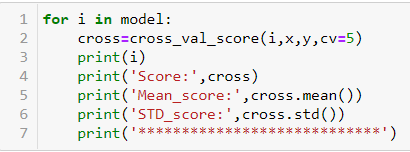 1 for i in model:
2     cross=cross_val_score(i,x,y,cv=5)
3     print(i)
4     print('Score:',cross)
5     print('Mean_score:',cross.mean())
6     print('STD_score:',cross.std())
7     print('****************************')